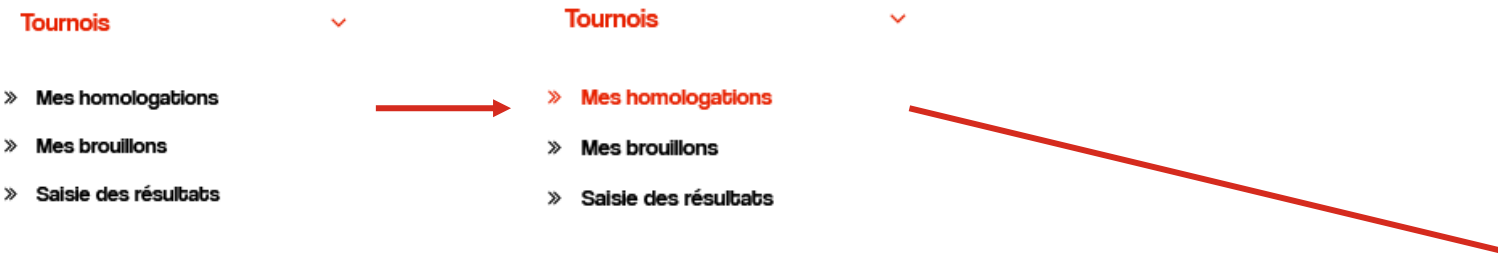 Tournois
Mes homologations
Mes brouillons
Saisie des résultats
Tournois
Mes homologations
Mes brouillons
Saisie des résultats